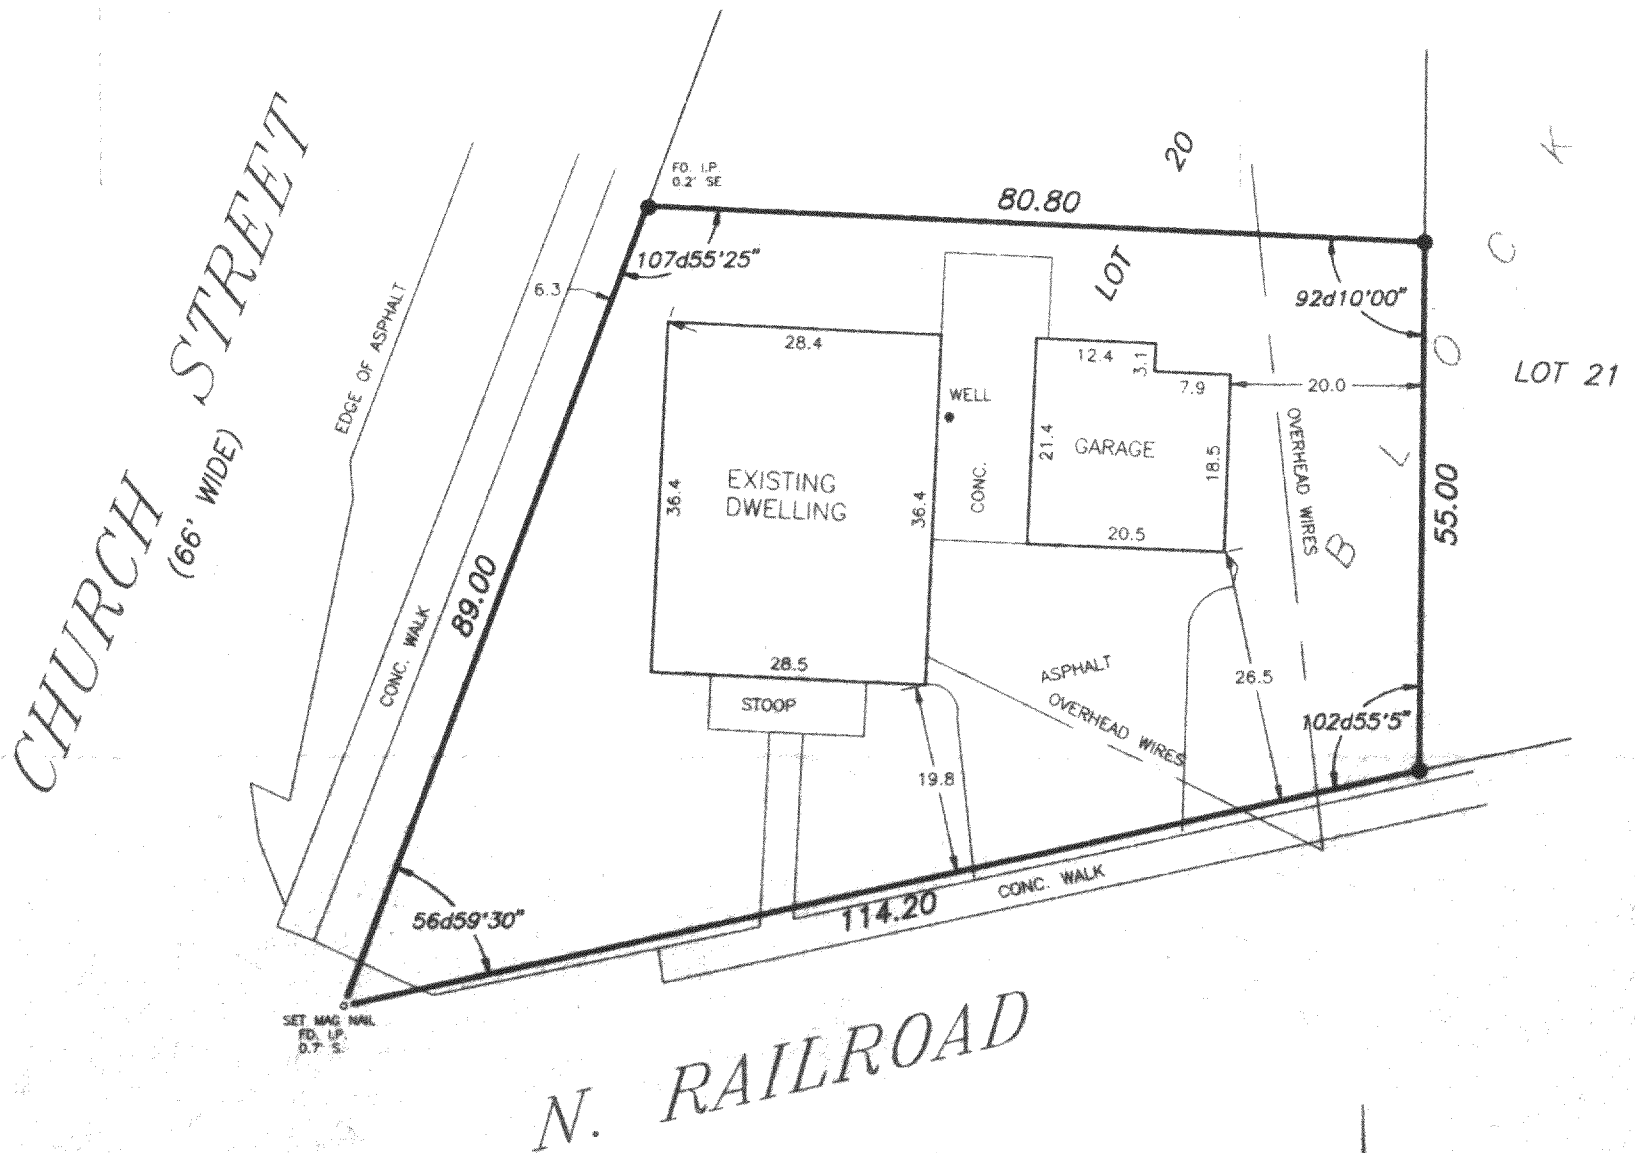 FD. I.P.
0.2' SE
80.80
20
107d55'25"
92d10'00"
LOT
6.3
CHURCH STREET
(66' WIDE)
EDGE OF ASPHALT
CONC. WALK
89.00
28.4
36.4
EXISTING
DWELLING
36.4
28.5
STOOP
WELL
CONC.
12.4
3.1
7.9
21.4
GARAGE
18.5
20.5
20.0
OVERHEAD WIRES
BLOCK
LOT 21
55.00
ASPHALT
OVERHEAD WIRES
26.5
102d55'5"
19.8
56d59'30"
114.20
CONC. WALK
SET MAG NAIL
FD. I.P.
0.7' S.
N. RAILROAD